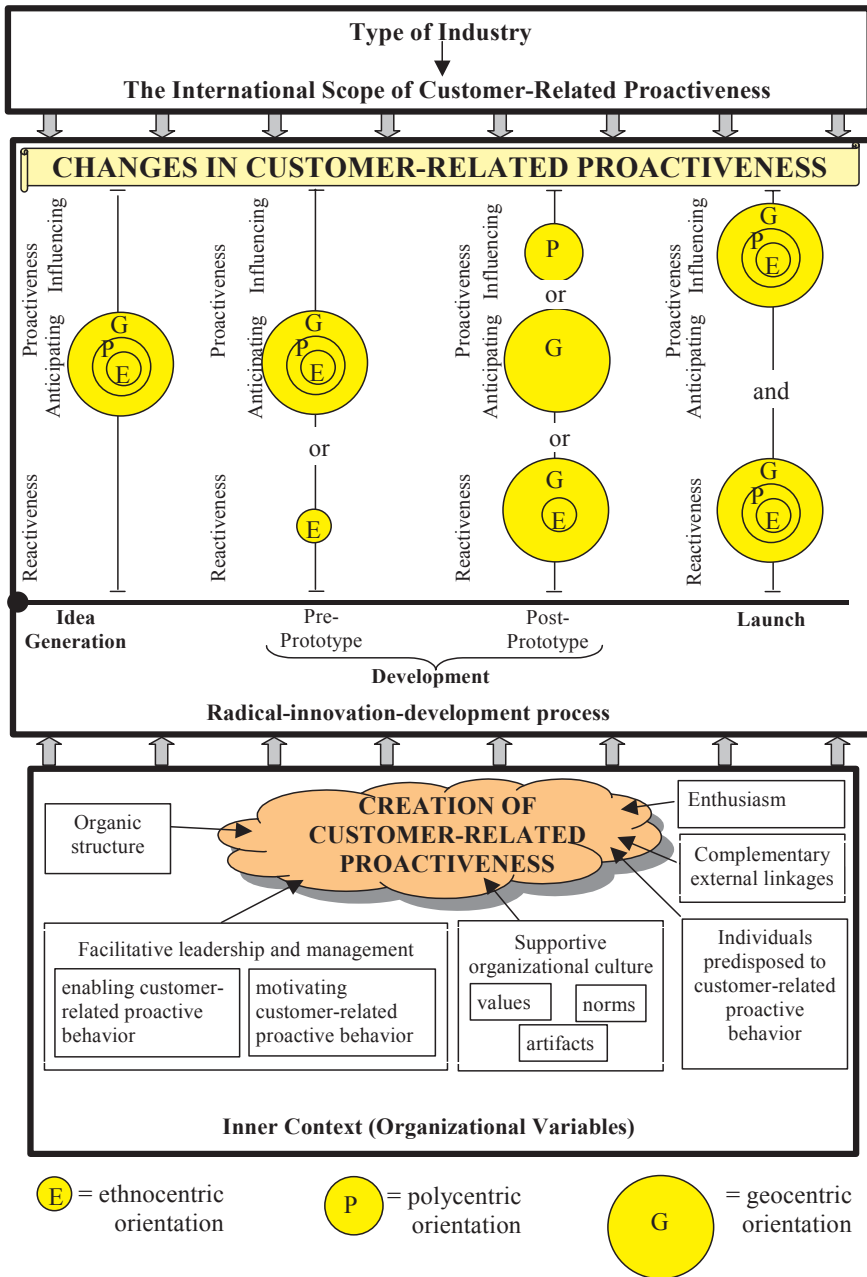 Type of Industry
The International Scope of Customer-Related Proactiveness
CHANGES IN CUSTOMER-RELATED PROACTIVENESS
Proactiveness
Influencing
Anticipating
Reactiveness
G
P
E
Proactiveness
Influencing
Anticipating
Reactiveness
G
P
E
or
E
Proactiveness
Influencing
Anticipating
Reactiveness
P
or
G
or
G
E
Proactiveness
Influencing
Anticipating
Reactiveness
G
P
E
and
G
P
E
Idea
Generation
Pre-
Prototype
Post-
Prototype
Launch
Development
Radical-innovation-development process
CREATION OF
CUSTOMER-RELATED
PROACTIVENESS
Organic
structure
Enthusiasm
Complementary
external linkages
Facilitative leadership and management
enabling customer-
related proactive
behavior
motivating
customer-related
proactive behavior
Supportive
organizational culture
values
norms
artifacts
Individuals
predisposed to
customer-related
proactive
behavior
Inner Context (Organizational Variables)
E = ethnocentric
orientation
P = polycentric
orientation
G = geocentric
orientation